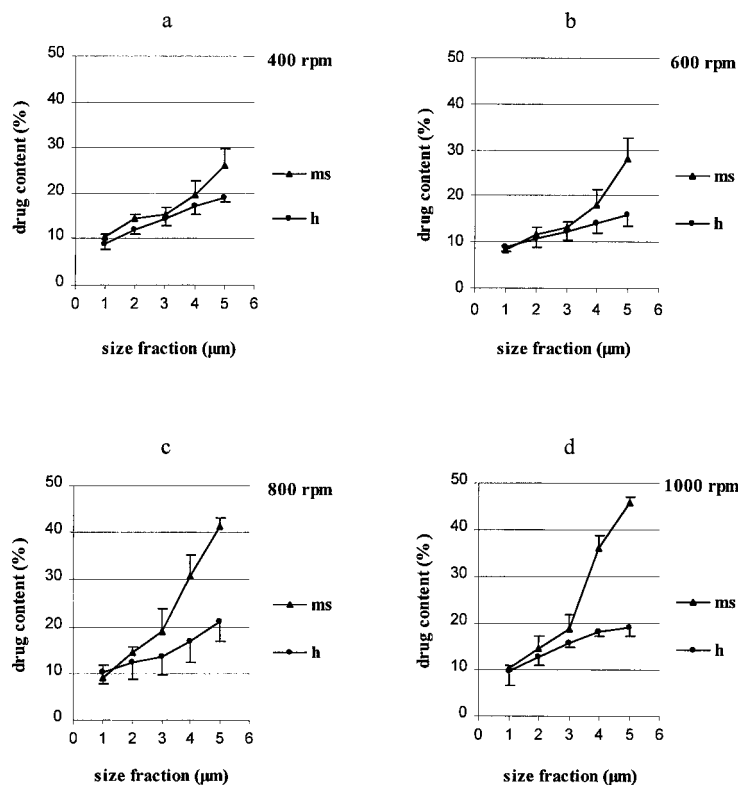 a
400 rpm
drug content (%)
50
40
30
20
10
0
0 1 2 3 4 5 6
size fraction (µm)
ms
h
b
600 rpm
drug content (%)
50
40
30
20
10
0
0 1 2 3 4 5 6
size fraction (µm)
ms
h
c
800 rpm
drug content (%)
50
40
30
20
10
0
0 1 2 3 4 5 6
size fraction (µm)
ms
h
d
1000 rpm
drug content (%)
50
40
30
20
10
0
0 1 2 3 4 5 6
size fraction (µm)
ms
h